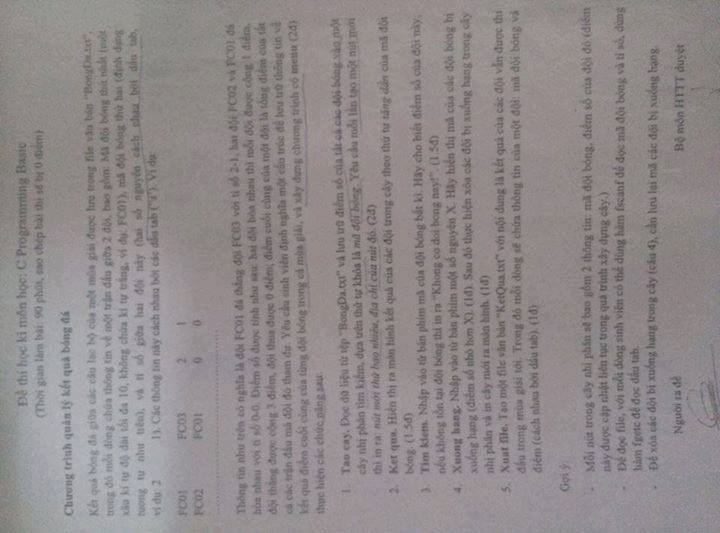 Đề thi học kì môn học: C Programming Basic
(Thời gian làm bài: 90 phút, sao chép bài thi sẽ bị 0 điểm)
Chương trình quản lý kết quả bóng đá
Kết quả giữa các câu lạc bộ của một mùa giải được lưu trong file văn bản "BongDa.txt",
trong đó mỗi dòng chứa thông tin về một trận đấu giữa 2 đội, bao gồm: Mã đội bóng thứ nhất (một
xâu kí tự độ dài tối đa 10, không chứa kí tự trắng, ví dụ: FC01), mã đội bóng thứ hai (định dạng
tương tự như trên), và tỉ số giữa hai đội này (hai số nguyên cách nhau bởi dấu tab,
ví dụ: 2 1). Các thông tin này cách nhau bởi các dấu tab ("\t"). Ví dụ:
FC01 FC03 2 1
FC02 FC01 0 0
Thông tin như trên có nghĩa là đội FC01 đã thắng đội FC03 với tỉ số 2-1, hai đội FC02 và FC01 đã
hòa nhau với tỉ số 0-0. Điểm số được tính như sau: hai đội hòa nhau thì mỗi đội được cộng 1 điểm,
đội thắng được cộng 3 điểm, đội thua được 0 điểm; điểm cuối cùng của một đội là tổng điểm của tất
cả các trận đấu mà đội đó tham dự. Yêu cầu sinh viên định nghĩa một cấu trúc để lưu trữ thông tin về
kết quả điểm cuối cùng của từng đội bóng trong cả mùa giải, và xây dựng chương trình có menu (2đ)
thực hiện các chức năng sau:
1. Tao cay. Đọc dữ liệu từ tệp "BongDa.txt" và lưu trữ điểm số của tất cả các đội bóng vào một
cây nhị phân tìm kiếm, dựa trên thứ tự khóa là mã đội bóng. Yêu cầu mỗi lần tạo một nút mới
thì in ra: nút mới thứ bao nhiêu, địa chỉ của nút đó. (2đ)
2. Ket qua. Hiển thị ra màn hình kết quả của các đội trong cây theo thứ tự tăng dần của mã đội
bóng. (1.5đ)
3. Tim kiem. Nhập vào từ bàn phím mã của đội bóng bất kì. Hãy cho biết điểm số của đội này,
nếu không tồn tại đội bóng thì in ra "Khong co doi bong nay!". (1.5đ)
4. Xuong hang. Nhập vào từ bàn phím một số nguyên X. Hãy hiển thị mã của các đội bóng bị
xuống hạng (điểm số nhỏ hơn X). (1đ). Sau đó thực hiện xóa các đội bị xuống hạng trong cây
nhị phân và in cây mới ra màn hình. (1đ)
5. Xuat file. Tạo một file văn bản "KetQua.txt" với nội dung là kết quả của các đội vẫn được thi
đấu trong mùa giải tới. Trong đó mỗi dòng sẽ chứa thông tin của một đội: mã đội bóng và
điểm (cách nhau bởi dấu tab). (1đ)
Gợi ý:
- Mỗi nút trong cây nhị phân sẽ bao gồm 2 thông tin: mã đội bóng, điểm số của đội đó (điểm
này được cập nhật liên tục trong quá trình xây dựng cây.)
- Để đọc file, với mỗi dòng sinh viên có thể dùng hàm fscanf để đọc mã đội bóng và tỉ số, dùng
hàm fgetc để đọc dấu tab.
- Để xóa các đội bị xuống hạng trong cây (câu 4), cần lưu lại mã các đội bị xuống hạng.
Người ra đề Bộ môn HTTT duyệt